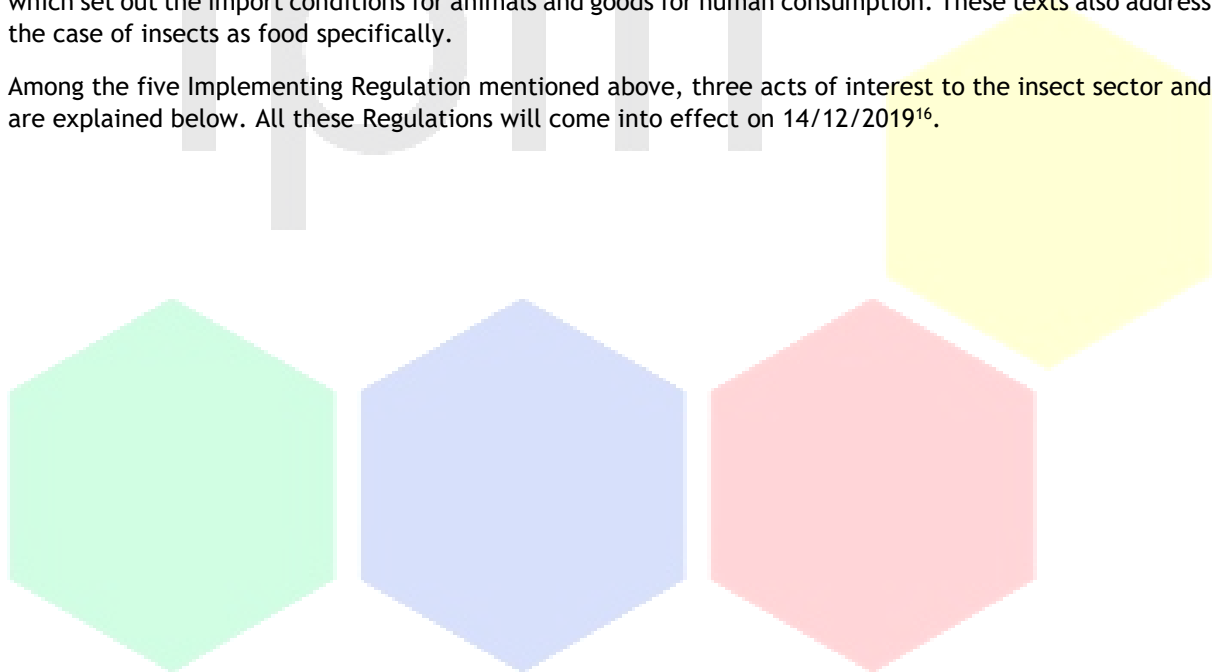 which set out the import conditions for animals and goods for human consumption. These texts also address
the case of insects as food specifically.
Among the five Implementing Regulation mentioned above, three acts of interest to the insect sector and
are explained below. All these Regulations will come into effect on 14/12/2019¹⁶.